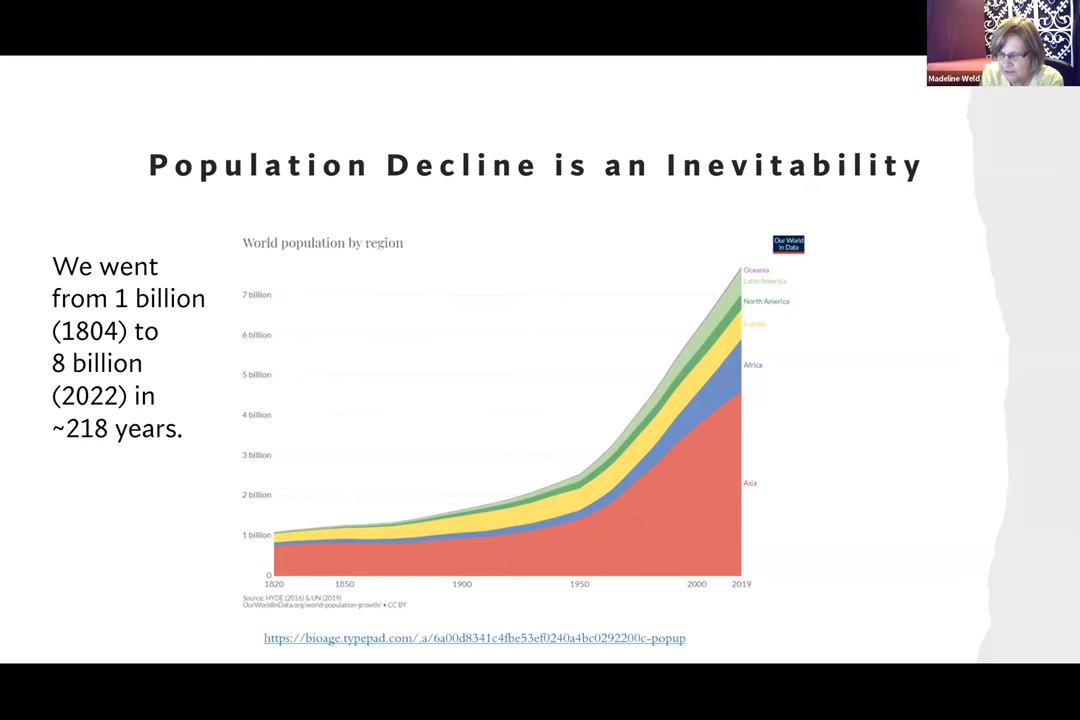 Madeline Weld
Population Decline is an Inevitability
We went
from 1 billion
(1804) to
8 billion
(2022) in
~218 years.
World population by region
Our World
in Data
7 billion
6 billion
5 billion
4 billion
3 billion
2 billion
1 billion
0
Oceania
Latin America
North America
Europe
Africa
Asia
1820 1850 1900 1950 2000 2019
Source: HYDE (2016) & UN (2019)
OurWorldInData.org/world-population-growth/ • CC BY
https://bioage.typepad.com/.a/6a00d8341c4fbe53ef0240a4bc0292200c-popup